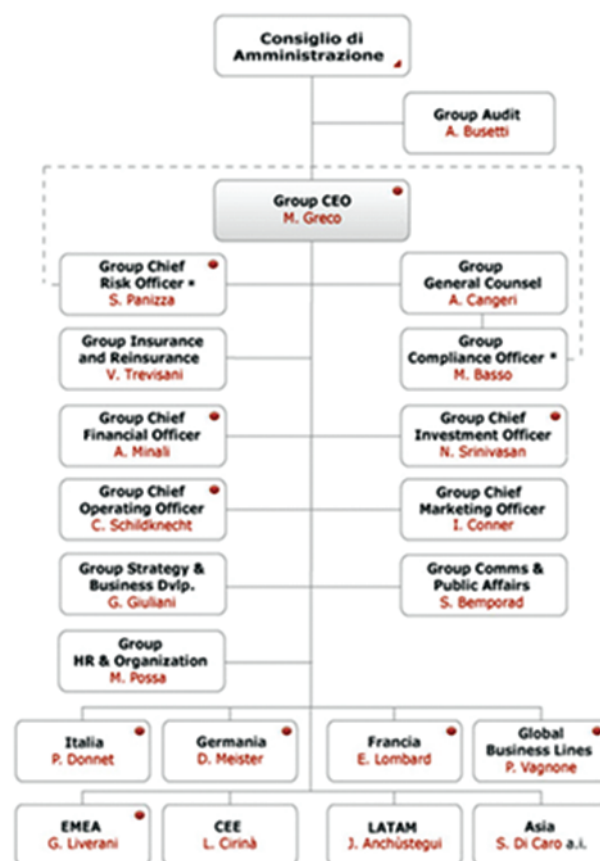 Consiglio di
Amministrazione
Group Audit
A. Busetti
Group CEO
M. Greco
Group Chief
Risk Officer *
S. Panizza
Group
General Counsel
A. Cangeri
Group Insurance
and Reinsurance
V. Trevisani
Group
Compliance Officer *
M. Basso
Group Chief
Financial Officer
A. Minali
Group Chief
Investment Officer
N. Srinivasan
Group Chief
Operating Officer
C. Schildknecht
Group Chief
Marketing Officer
I. Conner
Group Strategy &
Business Dvlp.
G. Giuliani
Group Comms &
Public Affairs
S. Bemporad
Group
HR & Organization
M. Possa
Italia
P. Donnet
Germania
D. Meister
Francia
E. Lombard
Global
Business Lines
P. Vagnone
EMEA
G. Liverani
CEE
L. Cirinà
LATAM
J. Anchùstegui
Asia
S. Di Caro a.i.